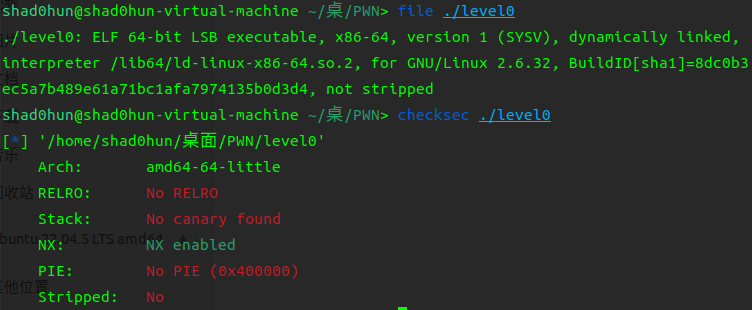 shad0hun@shad0hun-virtual-machine ~/桌/PWN> file ./level0
./level0: ELF 64-bit LSB executable, x86-64, version 1 (SYSV), dynamically linked,
interpreter /lib64/ld-linux-x86-64.so.2, for GNU/Linux 2.6.32, BuildID[sha1]=8dc0b3
ec5a7b489e61a71bc1afa7974135b0d3d4, not stripped
shad0hun@shad0hun-virtual-machine ~/桌/PWN> checksec ./level0
[*] '/home/shad0hun/桌面/PWN/level0'
Arch: amd64-64-little
RELRO: No RELRO
Stack: No canary found
NX: NX enabled
PIE: No PIE (0x400000)
Stripped: No